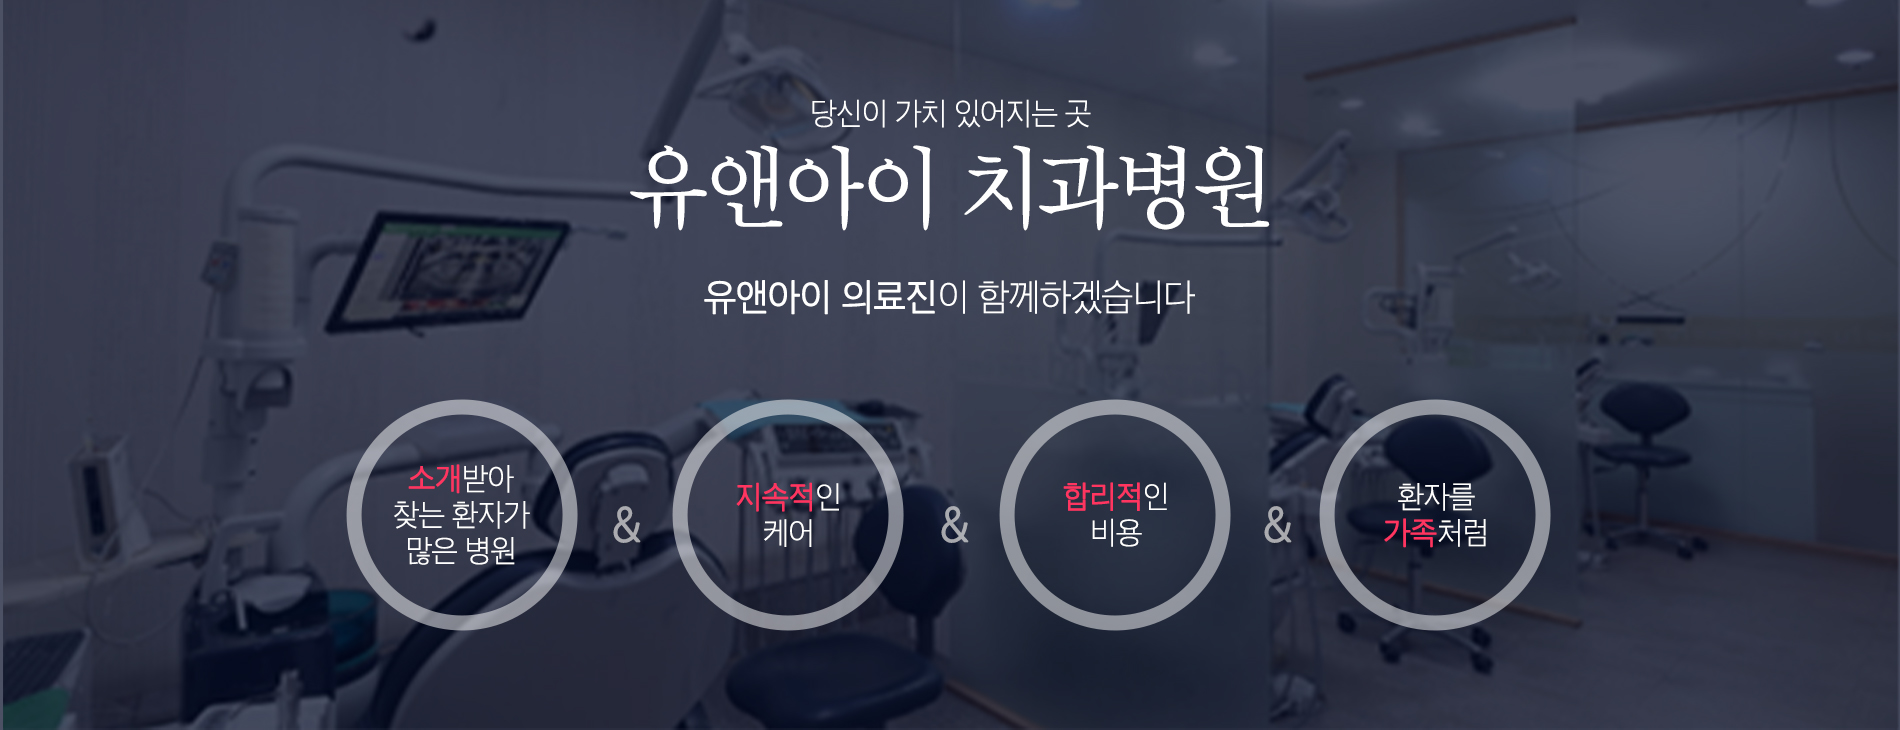 당신이 가치 있어지는 곳
유앤아이 치과병원
유앤아이 의료진이 함께하겠습니다
소개받아
찾는 환자가
많은 병원
&
지속적인
케어
&
합리적인
비용
&
환자를
가족처럼